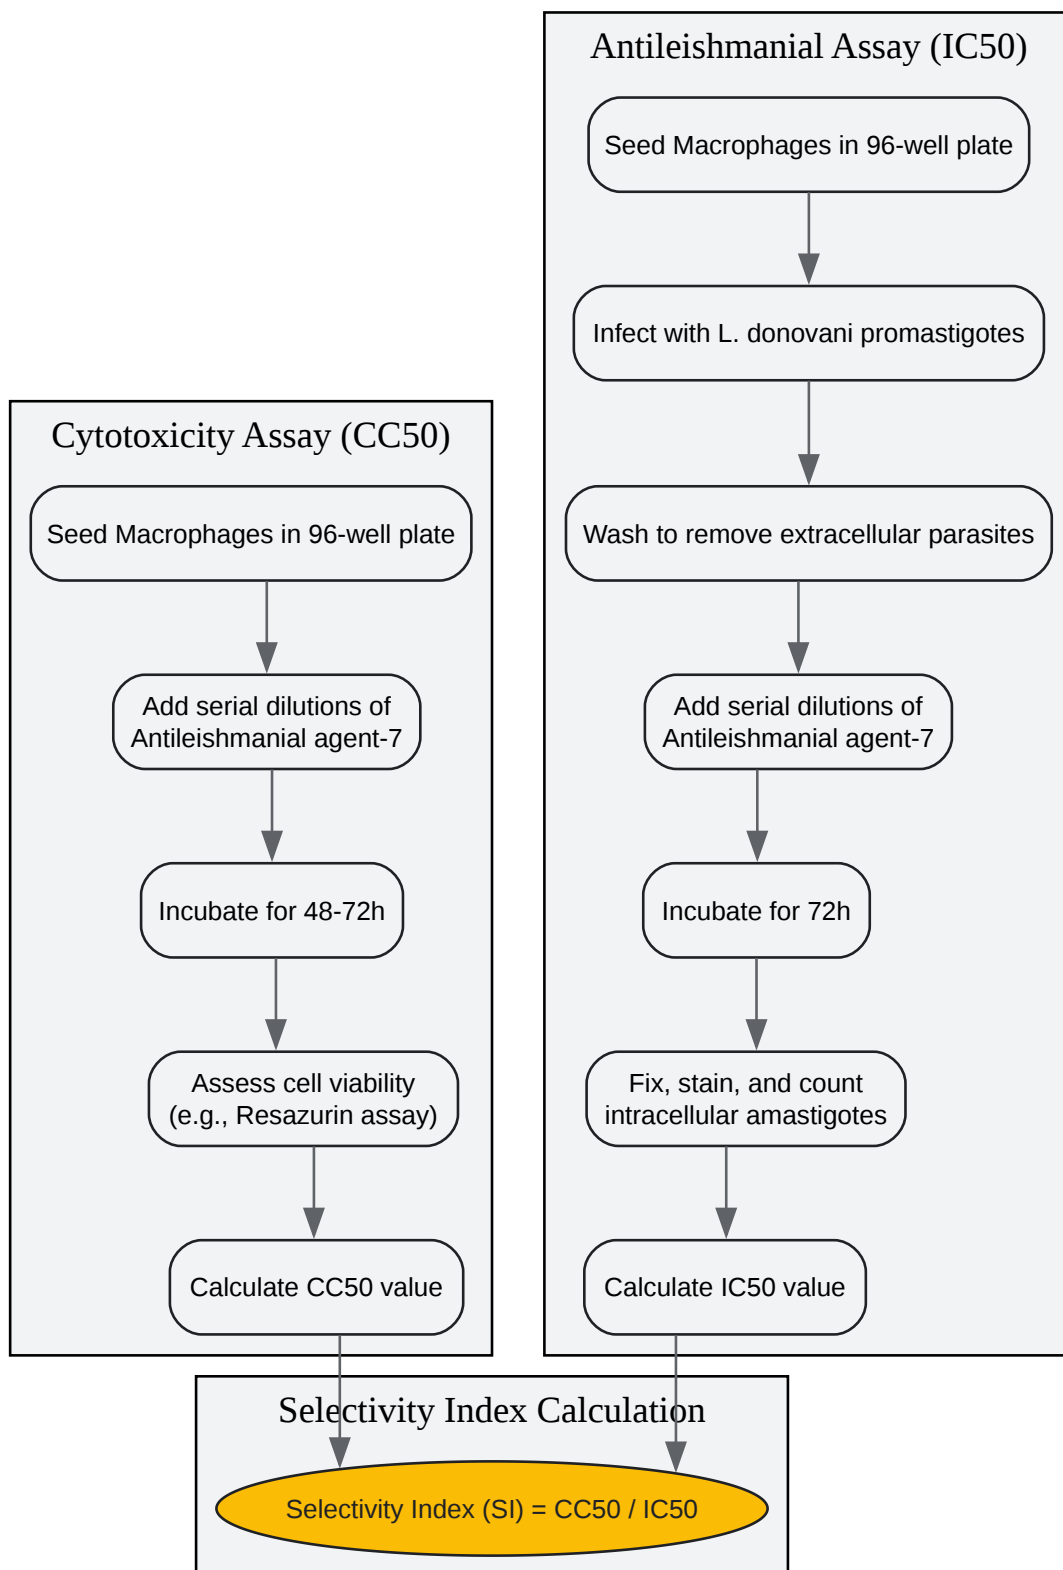 Antileishmanial Assay (IC50)
Seed Macrophages in 96-well plate
Infect with L. donovani promastigotes
Wash to remove extracellular parasites
Add serial dilutions of
Antileishmanial agent-7
Incubate for 72h
Fix, stain, and count
intracellular amastigotes
Calculate IC50 value
Cytotoxicity Assay (CC50)
Seed Macrophages in 96-well plate
Add serial dilutions of
Antileishmanial agent-7
Incubate for 48-72h
Assess cell viability
(e.g., Resazurin assay)
Calculate CC50 value
Selectivity Index Calculation
Selectivity Index (SI) = CC50 / IC50